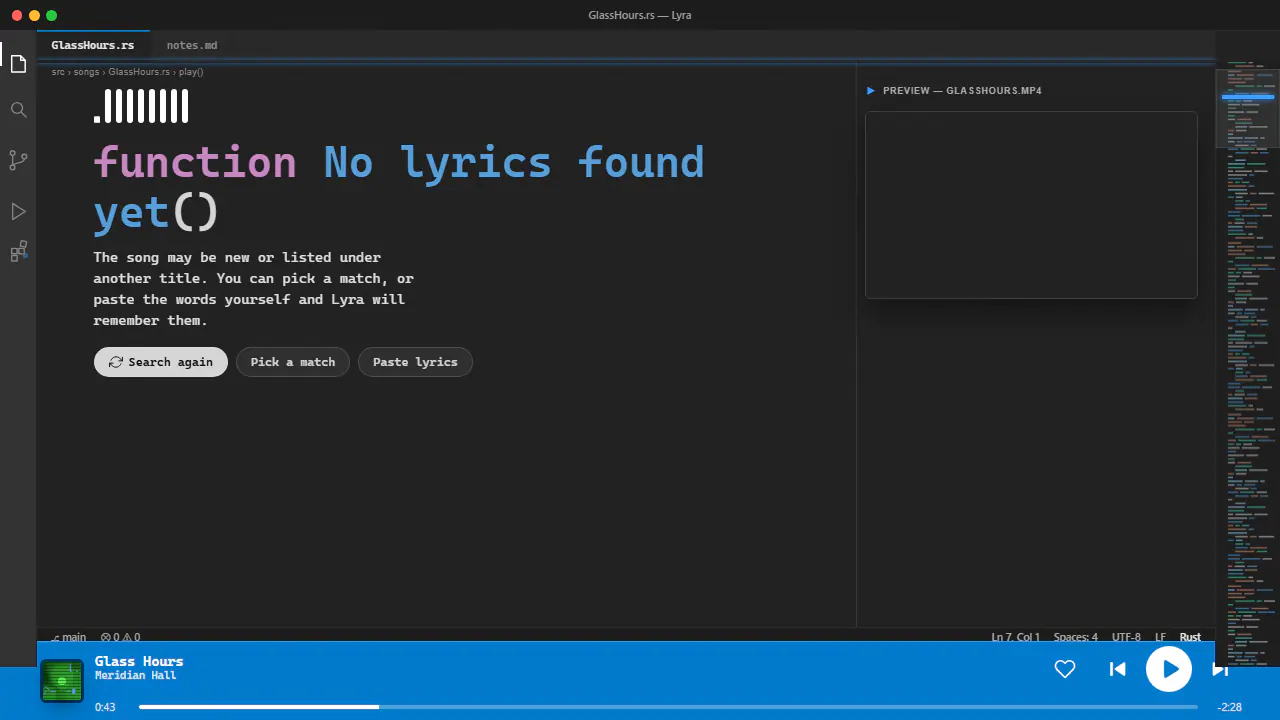 GlassHours.rs — Lyra
GlassHours.rs
notes.md
src › songs › GlassHours.rs › play()
PREVIEW — GLASSHOURS.MP4
function No lyrics found
yet()
The song may be new or listed under
another title. You can pick a match, or
paste the words yourself and Lyra will
remember them.
Search again
Pick a match
Paste lyrics
main
0
0
Ln 7, Col 1
Spaces: 4
UTF-8
LF
Rust
Glass Hours
Meridian Hall
0:43
-2:28